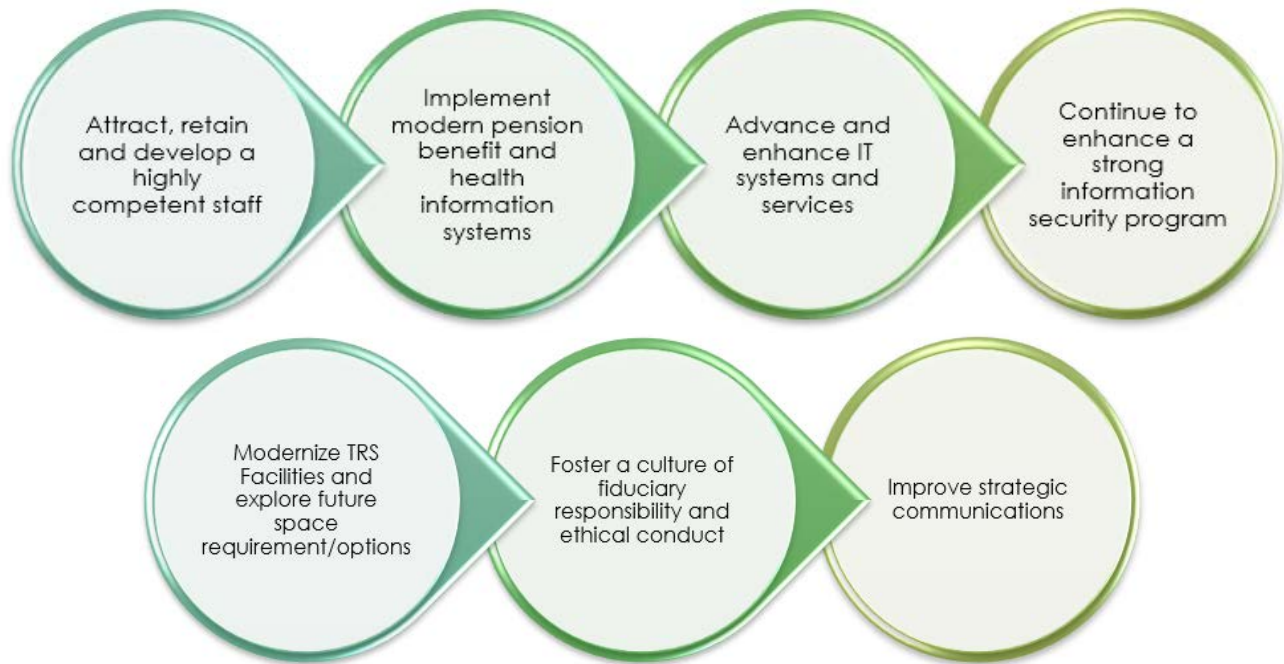 Attract, retain
and develop a
highly
competent staff
Implement
modern pension
benefit and
health
information
systems
Advance and
enhance IT
systems and
services
Continue to
enhance a
strong
information
security program
Modernize TRS
Facilities and
explore future
space
requirement/options
Foster a culture of
fiduciary
responsibility and
ethical conduct
Improve strategic
communications